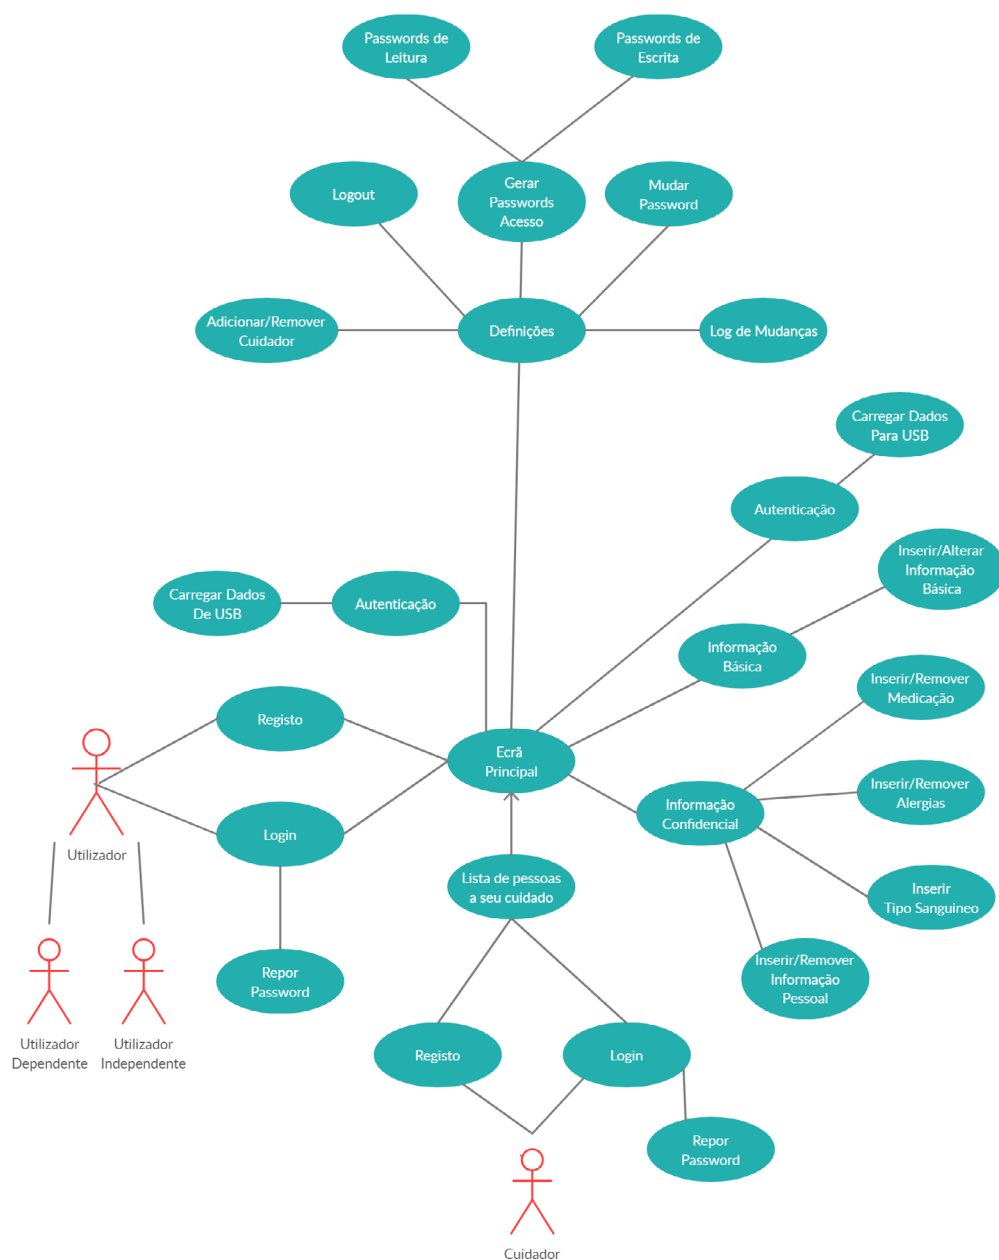 Passwords de
Leitura
Passwords de
Escrita
Logout
Gerar
Passwords
Acesso
Mudar
Password
Adicionar/Remover
Cuidador
Definições
Log de Mudanças
Carregar Dados
Para USB
Autenticação
Inserir/Alterar
Informação
Básica
Carregar Dados
De USB
Autenticação
Informação
Básica
Inserir/Remover
Medicação
Registo
Ecrã
Principal
Inserir/Remover
Alergias
Informação
Confidencial
Login
Utilizador
Lista de pessoas
a seu cuidado
Inserir
Tipo Sanguineo
Repor
Password
Inserir/Remover
Informação
Pessoal
Utilizador
Dependente
Utilizador
Independente
Registo
Login
Repor
Password
Cuidador